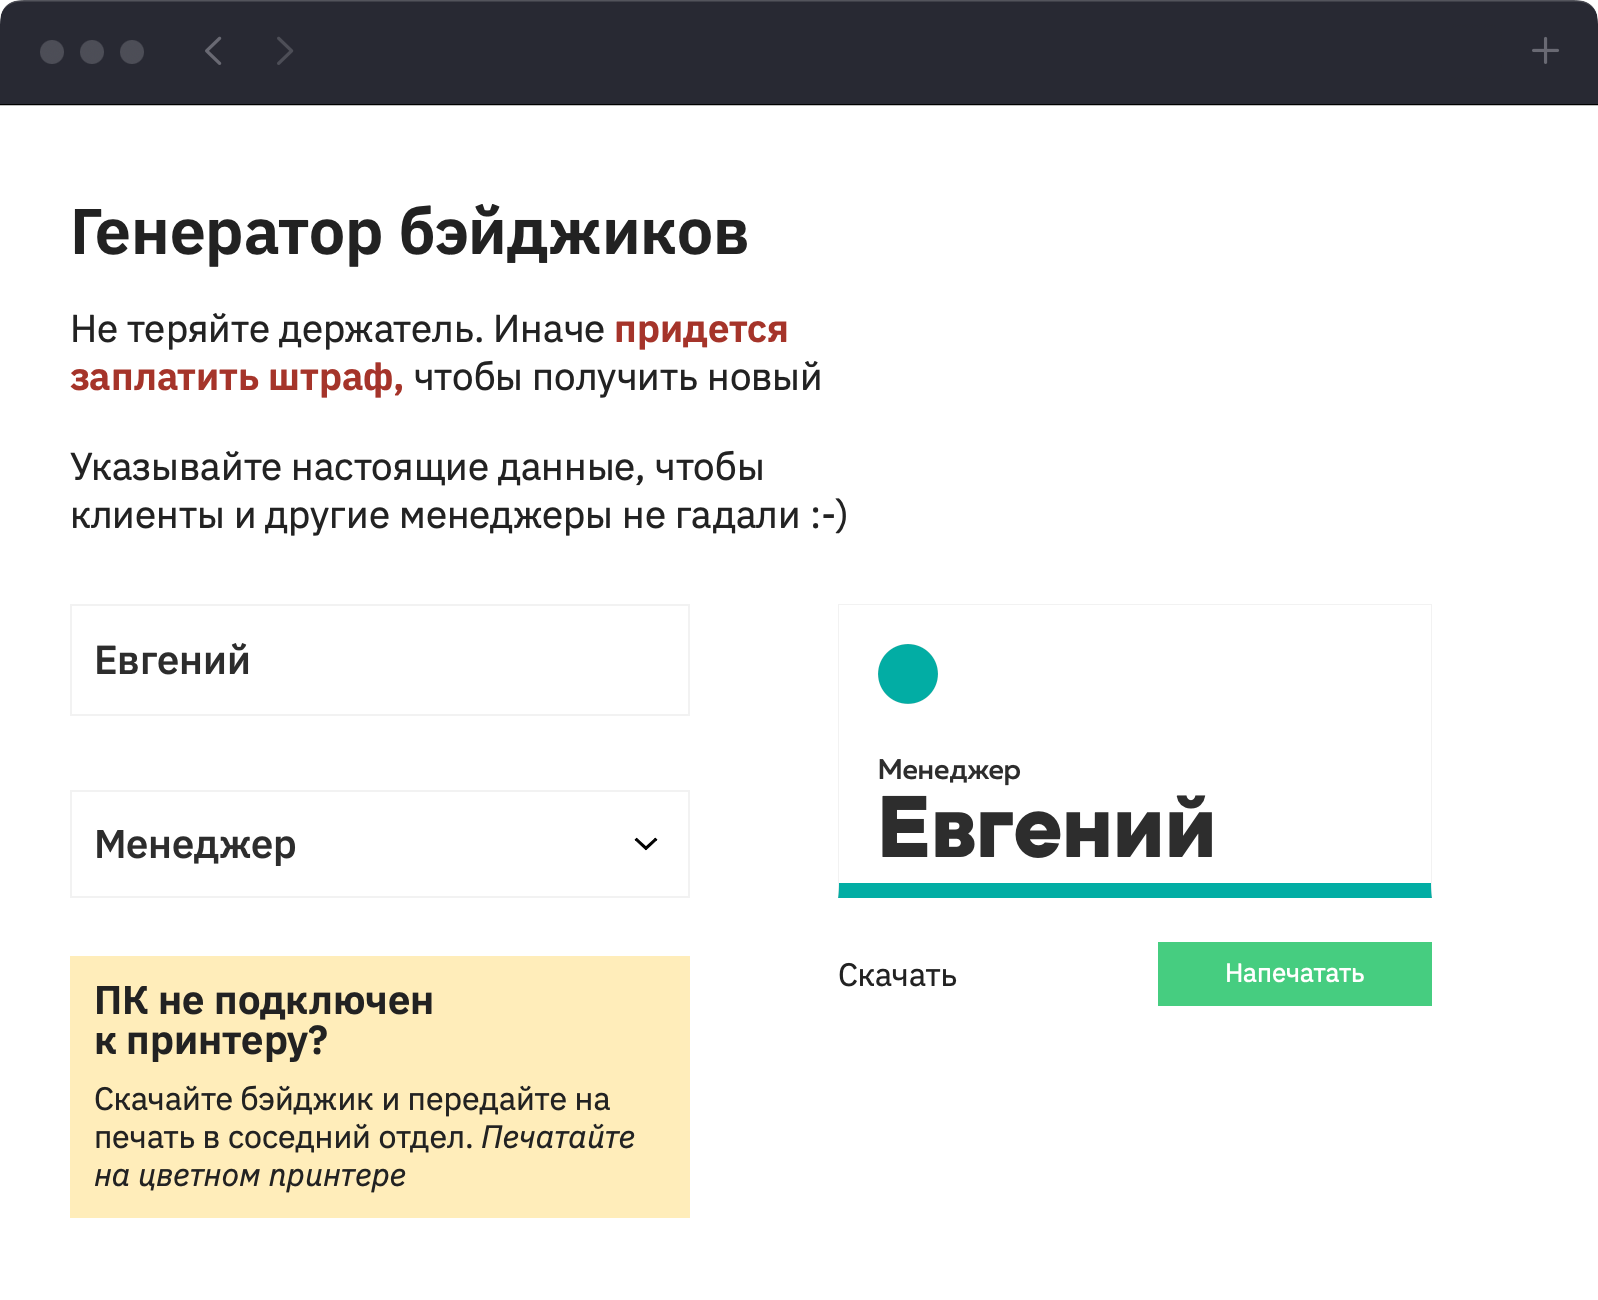 Генератор бэйджиков
Не теряйте держатель. Иначе придется
заплатить штраф, чтобы получить новый
Указывайте настоящие данные, чтобы
клиенты и другие менеджеры не гадали :-)
Евгений
Менеджер
ПК не подключен
к принтеру?
Скачайте бэйджик и передайте на
печать в соседний отдел. Печатайте
на цветном принтере
Менеджер
Евгений
Скачать
Напечатать